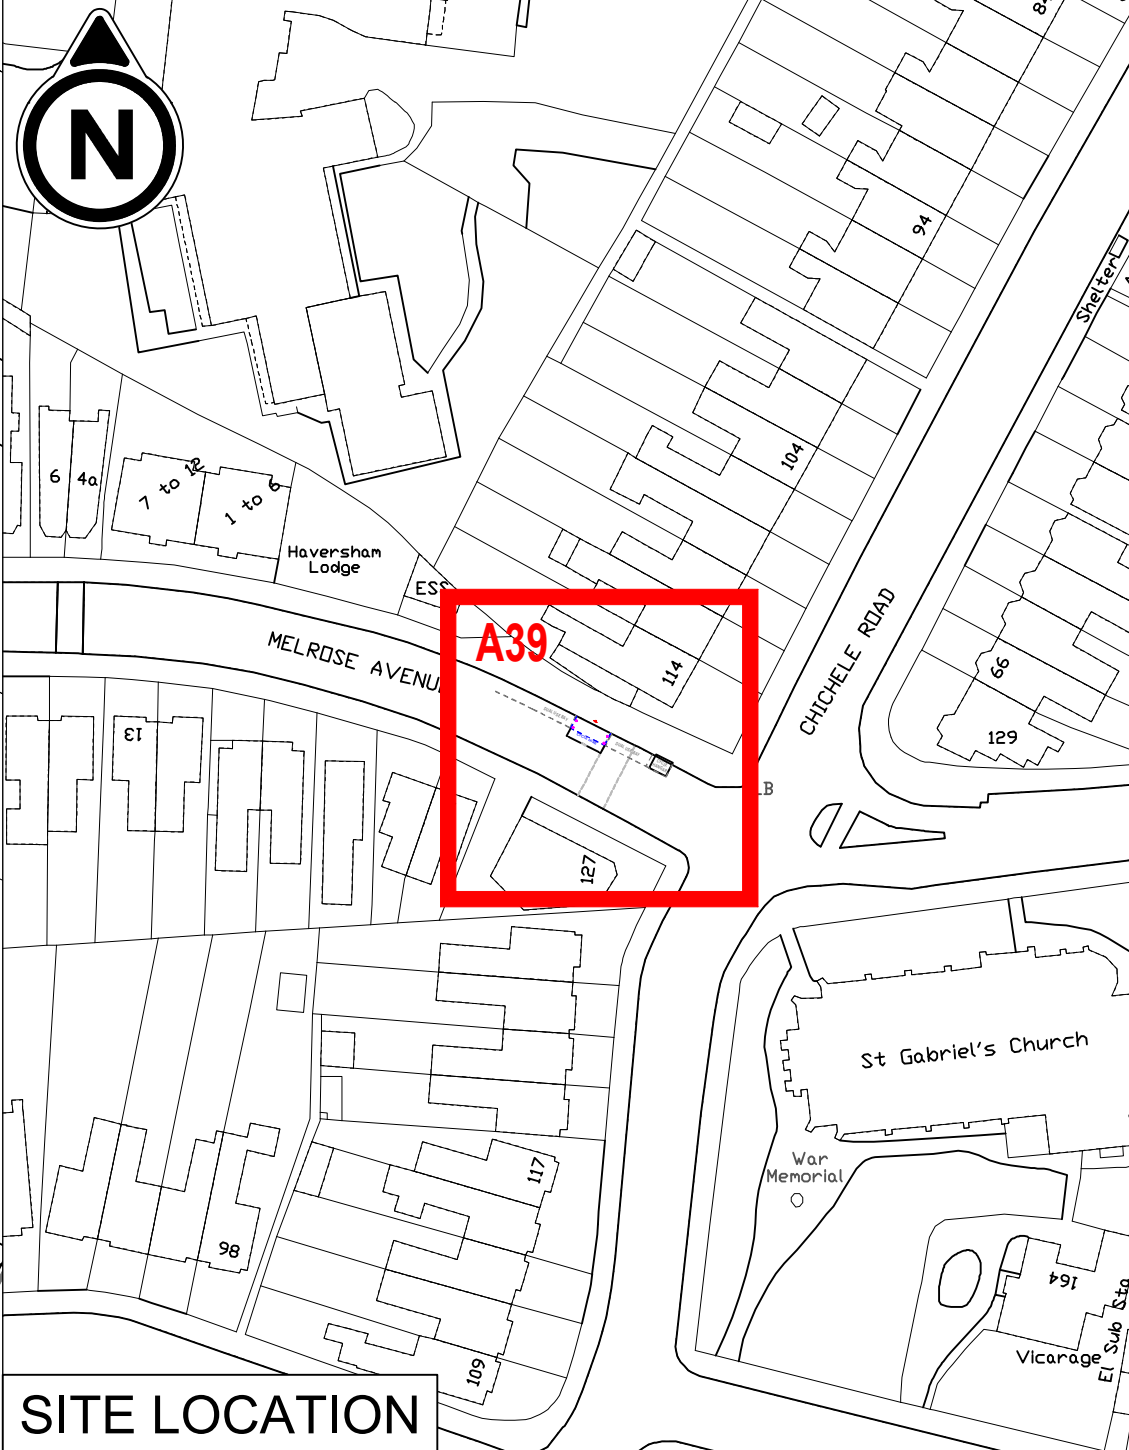 N
84
94
Shelter
104
6
4a
7 to 12
1 to 6
Haversham
Lodge
ESS
A39
MELROSE AVENU
114
CHICHELE ROAD
66
129
13
LB
127
St Gabriel's Church
War
Memorial
117
98
164
El Sub Sta
Vicarage
109
SITE LOCATION